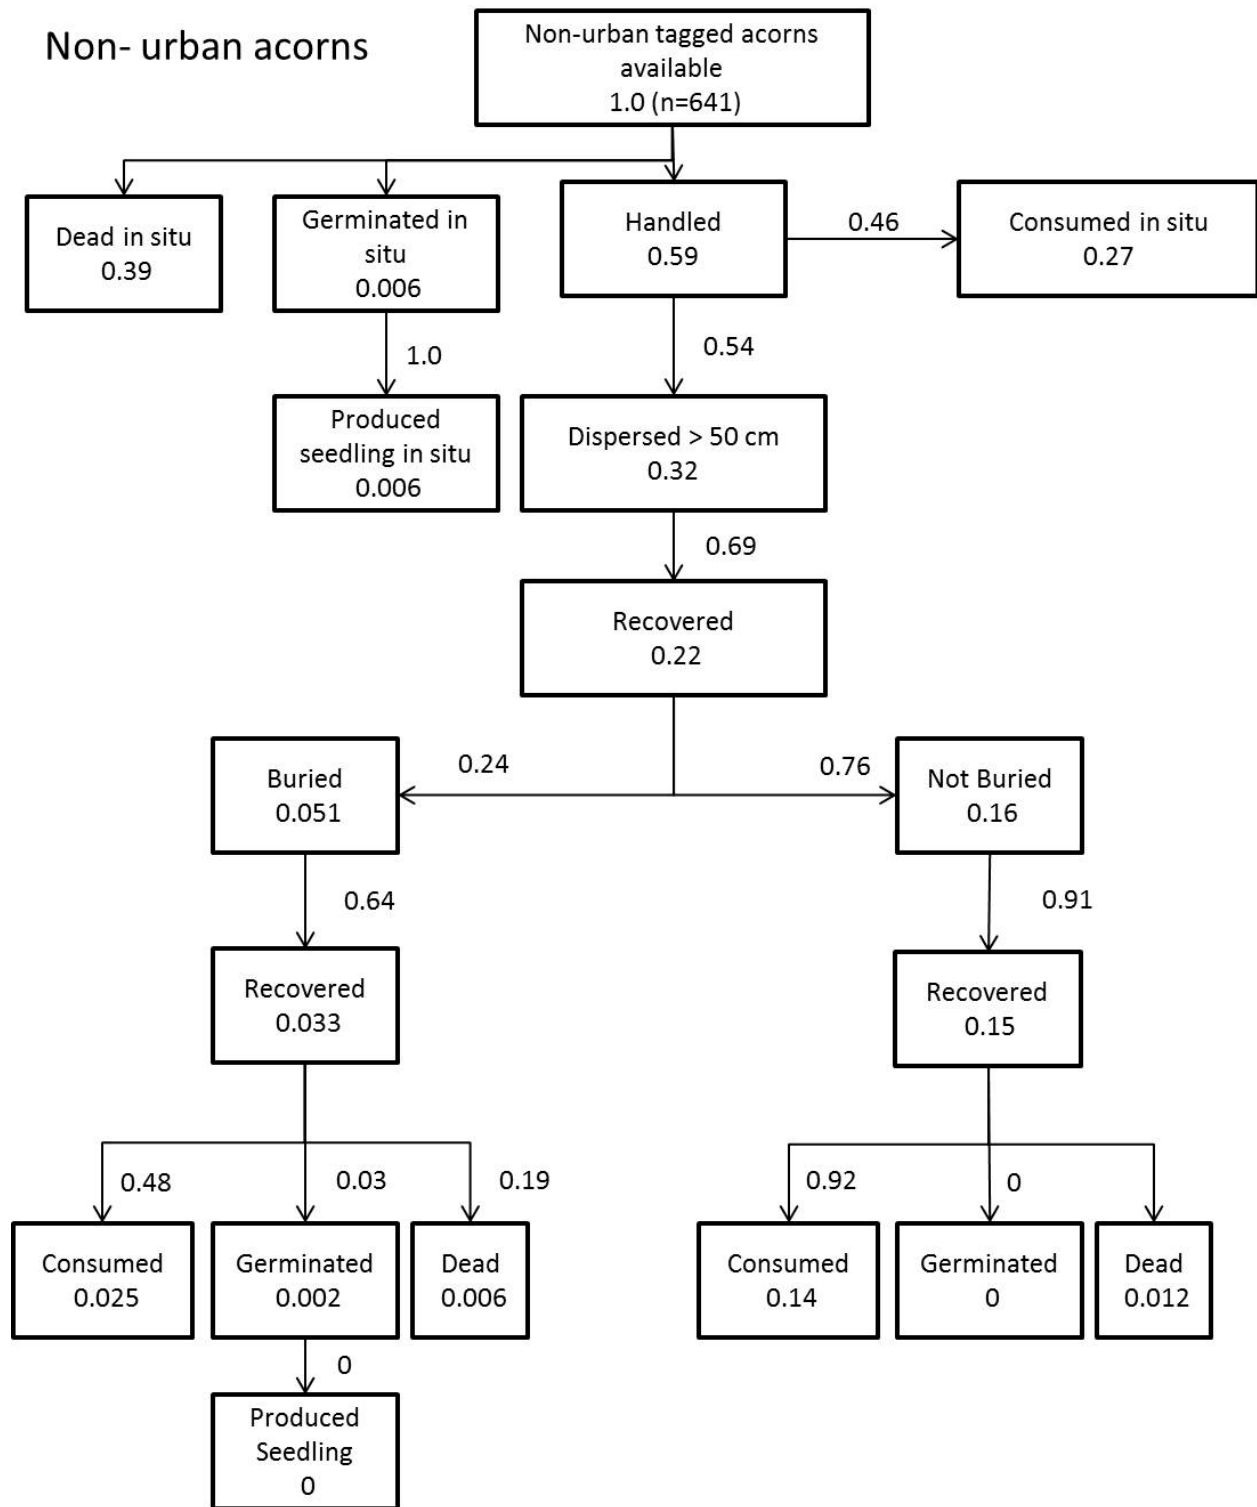 Non- urban acorns
Non-urban tagged acorns
available
1.0 (n=641)
Dead in situ
0.39
Germinated in
situ
0.006
Handled
0.59
0.46
Consumed in situ
0.27
1.0
0.54
Produced
seedling in situ
0.006
Dispersed > 50 cm
0.32
0.69
Recovered
0.22
0.24
0.76
Buried
0.051
Not Buried
0.16
0.64
0.91
Recovered
0.033
Recovered
0.15
0.48
0.03
0.19
0.92
0
Consumed
0.025
Germinated
0.002
Dead
0.006
Consumed
0.14
Germinated
0
Dead
0.012
0
Produced
Seedling
0